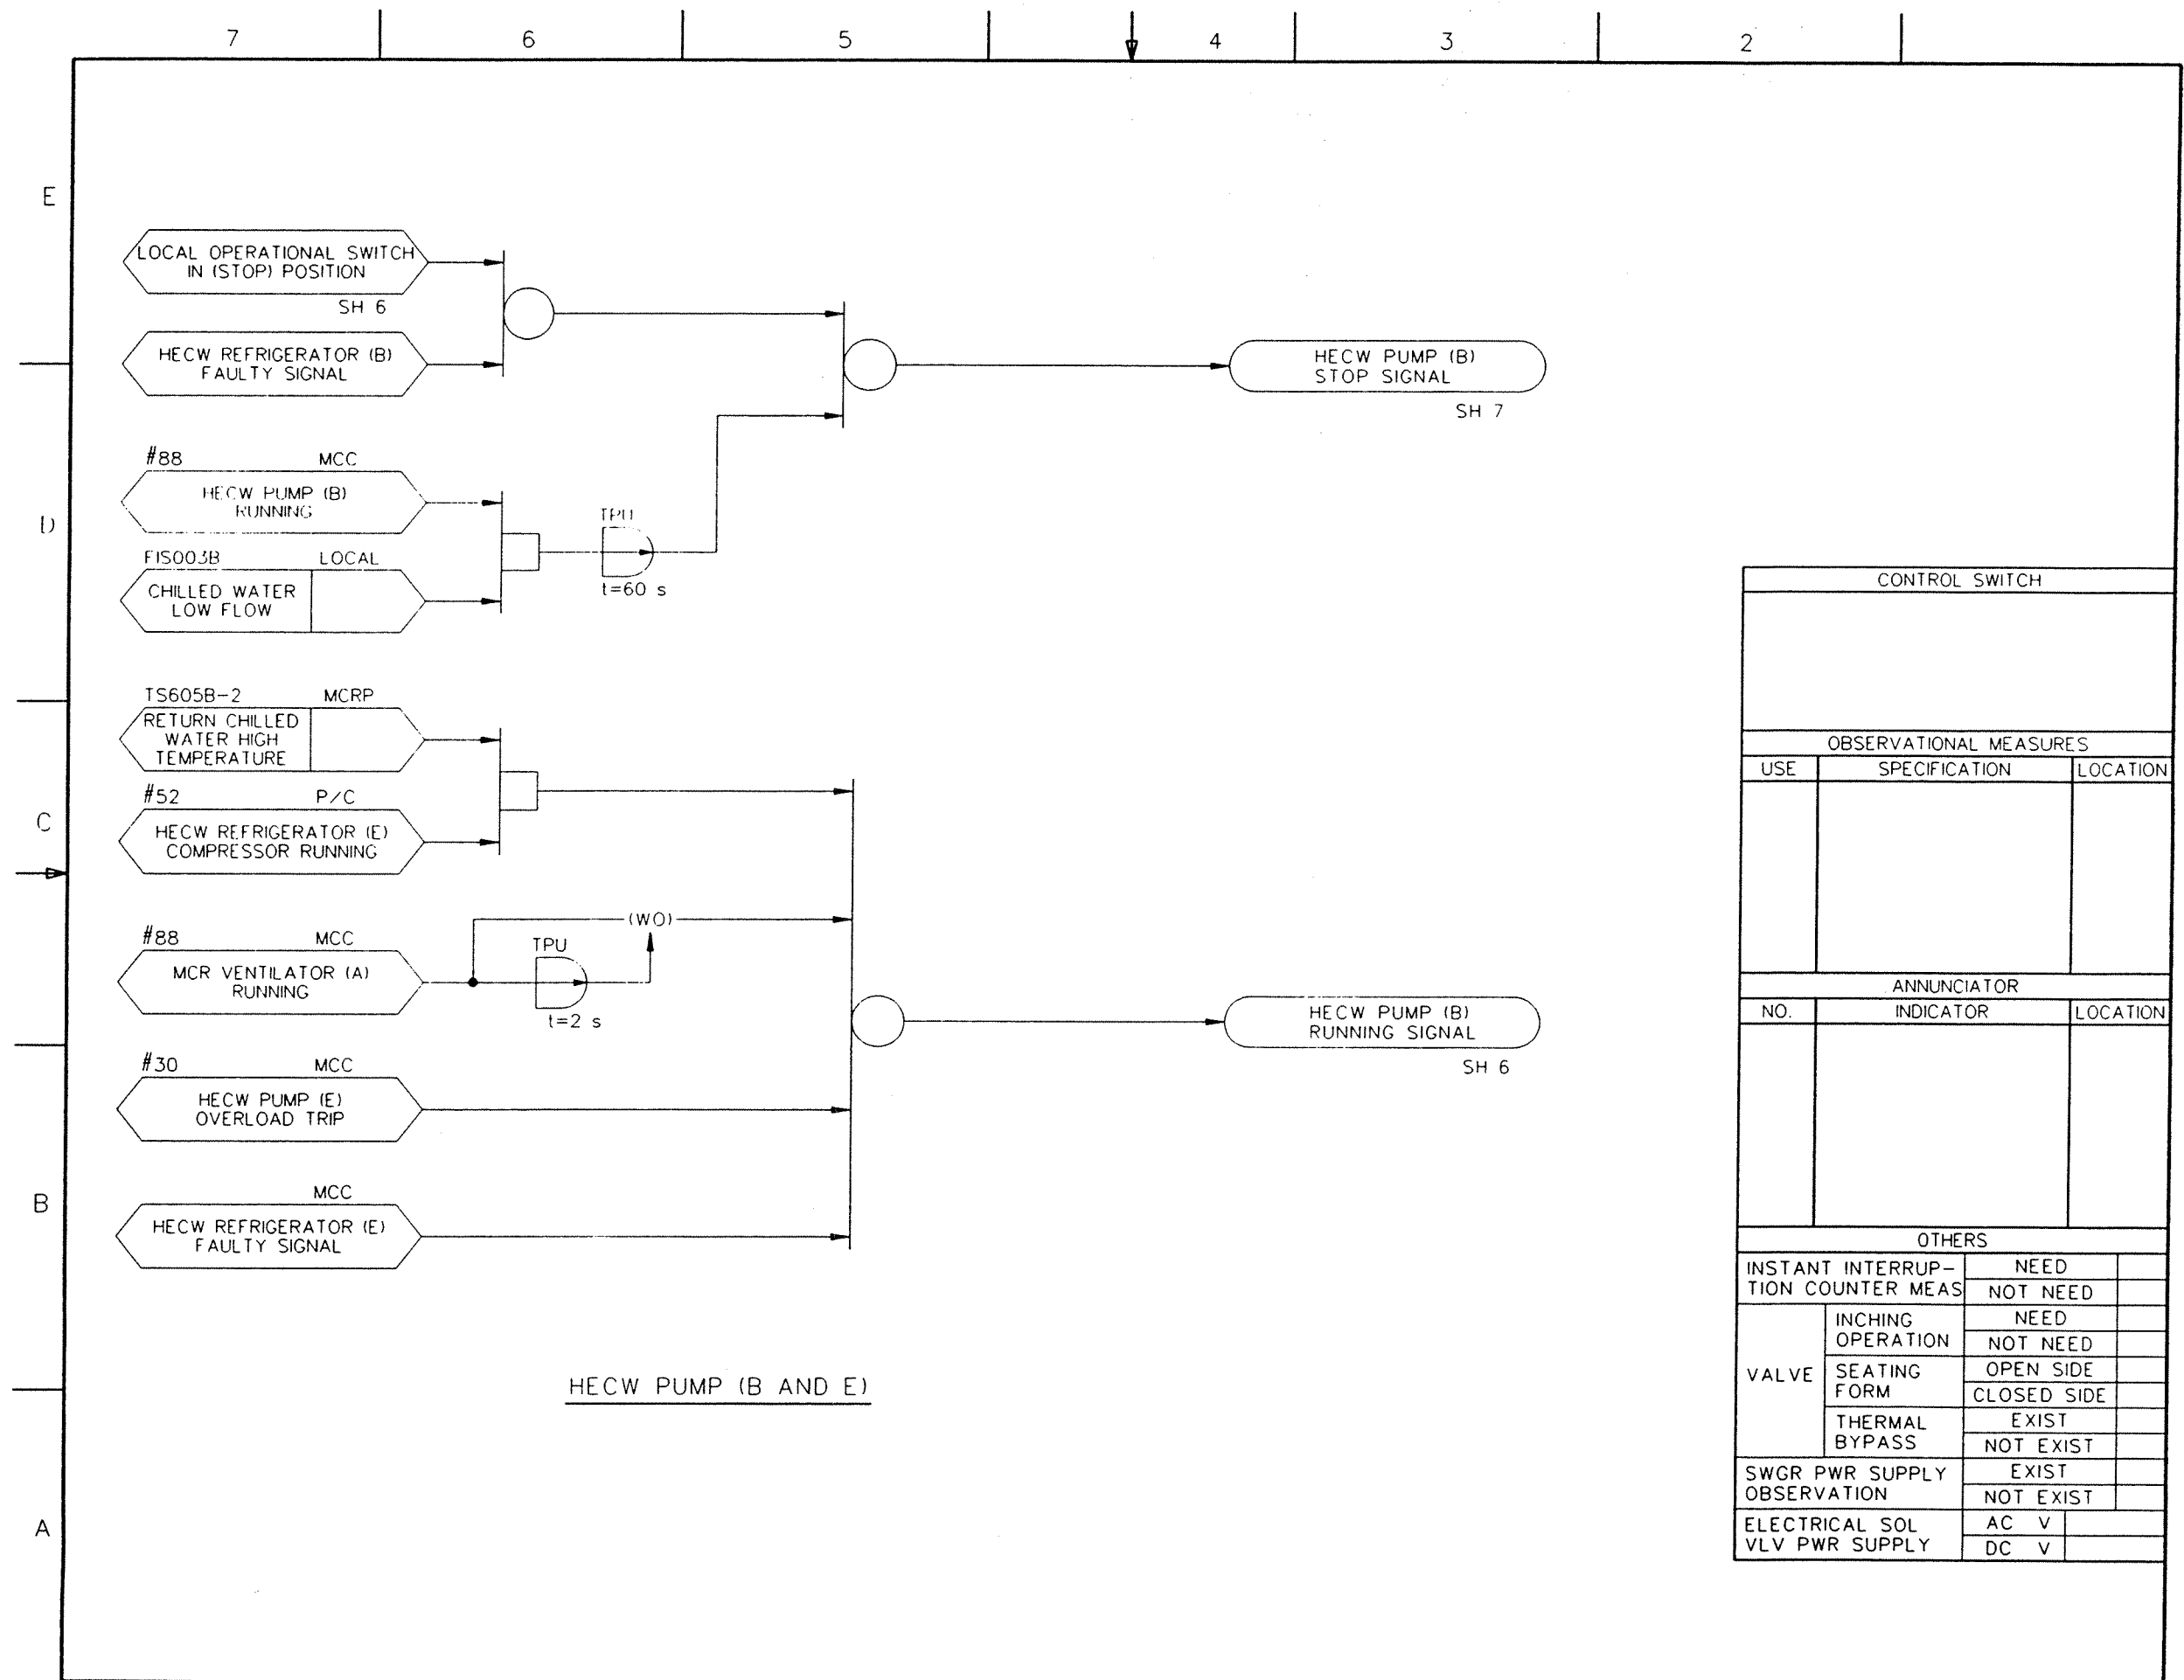 7 6 5 4 3 2
E
LOCAL OPERATIONAL SWITCH
IN (STOP) POSITION
SH 6
HECW REFRIGERATOR (B)
FAULTY SIGNAL
HECW PUMP (B)
STOP SIGNAL
SH 7
D
#88 MCC
HECW PUMP (B)
RUNNING
TPU
t=60 s
FIS003B LOCAL
CHILLED WATER
LOW FLOW
C
TS605B-2 MCRP
RETURN CHILLED
WATER HIGH
TEMPERATURE
#52 P/C
HECW REFRIGERATOR (E)
COMPRESSOR RUNNING
(WO)
#88 MCC
MCR VENTILATOR (A)
RUNNING
TPU
t=2 s
HECW PUMP (B)
RUNNING SIGNAL
SH 6
#30 MCC
HECW PUMP (E)
OVERLOAD TRIP
B
MCC
HECW REFRIGERATOR (E)
FAULTY SIGNAL
HECW PUMP (B AND E)
A
CONTROL SWITCH
OBSERVATIONAL MEASURES
USE SPECIFICATION LOCATION
ANNUNCIATOR
NO. INDICATOR LOCATION
OTHERS
INSTANT INTERRUP-
TION COUNTER MEAS
NEED
NOT NEED
VALVE
INCHING
OPERATION
NEED
NOT NEED
SEATING
FORM
OPEN SIDE
CLOSED SIDE
THERMAL
BYPASS
EXIST
NOT EXIST
SWGR PWR SUPPLY
OBSERVATION
EXIST
NOT EXIST
ELECTRICAL SOL
VLV PWR SUPPLY
AC V
DC V